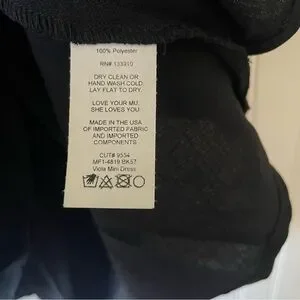 100% Polyester
RN# 133910
DRY CLEAN OR
HAND WASH COLD
LAY FLAT TO DRY.
LOVE YOUR MU,
SHE LOVES YOU.
MADE IN THE USA
OF IMPORTED FABRIC
AND IMPORTED
COMPONENTS
CUT# 9554
MF1-4819 BK57
Viola Mini Dress